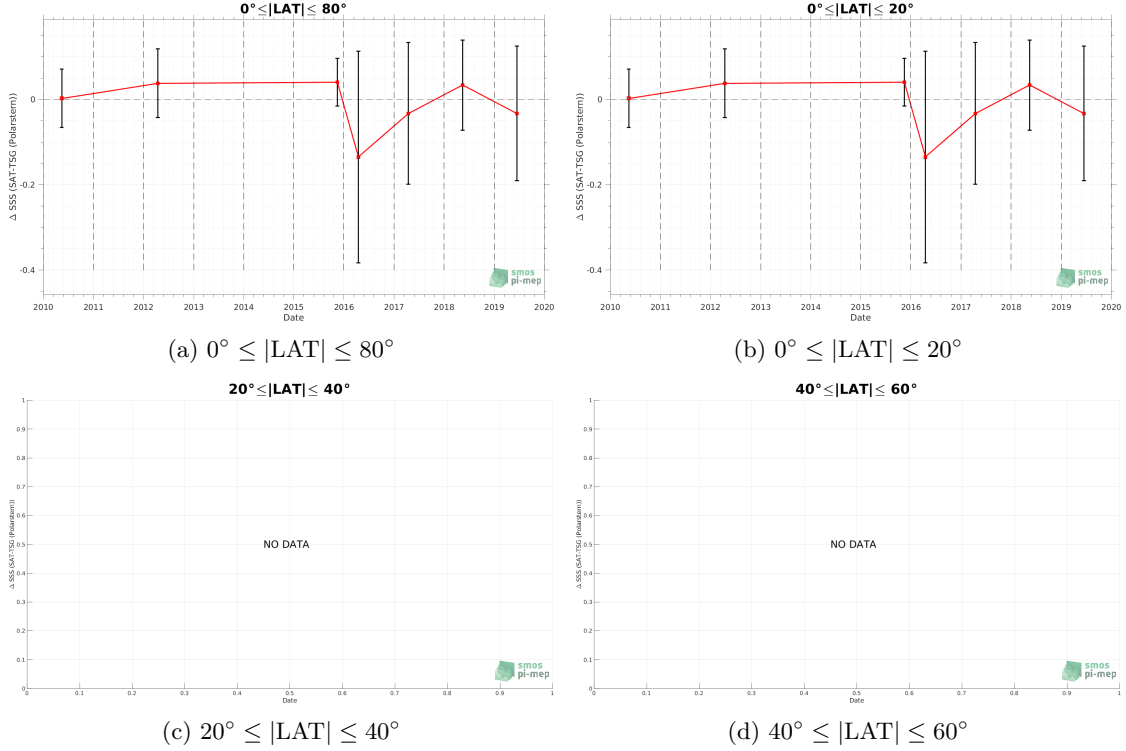 0°≤|LAT|≤ 80°
Δ SSS (SAT-TSG (Polarstern))
0
-0.2
-0.4
2010 2011 2012 2013 2014 2015 2016 2017 2018 2019 2020
Date
smos
pi-mep
(a) 0° ≤ |LAT| ≤ 80°
0°≤|LAT|≤ 20°
Δ SSS (SAT-TSG (Polarstern))
0
-0.2
-0.4
2010 2011 2012 2013 2014 2015 2016 2017 2018 2019 2020
Date
smos
pi-mep
(b) 0° ≤ |LAT| ≤ 20°
20°≤|LAT|≤ 40°
Δ SSS (SAT-TSG (Polarstern))
1
0.9
0.8
0.7
0.6
0.5
0.4
0.3
0.2
0.1
0
NO DATA
0 0.1 0.2 0.3 0.4 0.5 0.6 0.7 0.8 0.9 1
Date
smos
pi-mep
(c) 20° ≤ |LAT| ≤ 40°
40°≤|LAT|≤ 60°
Δ SSS (SAT-TSG (Polarstern))
1
0.9
0.8
0.7
0.6
0.5
0.4
0.3
0.2
0.1
0
NO DATA
0 0.1 0.2 0.3 0.4 0.5 0.6 0.7 0.8 0.9 1
Date
smos
pi-mep
(d) 40° ≤ |LAT| ≤ 60°